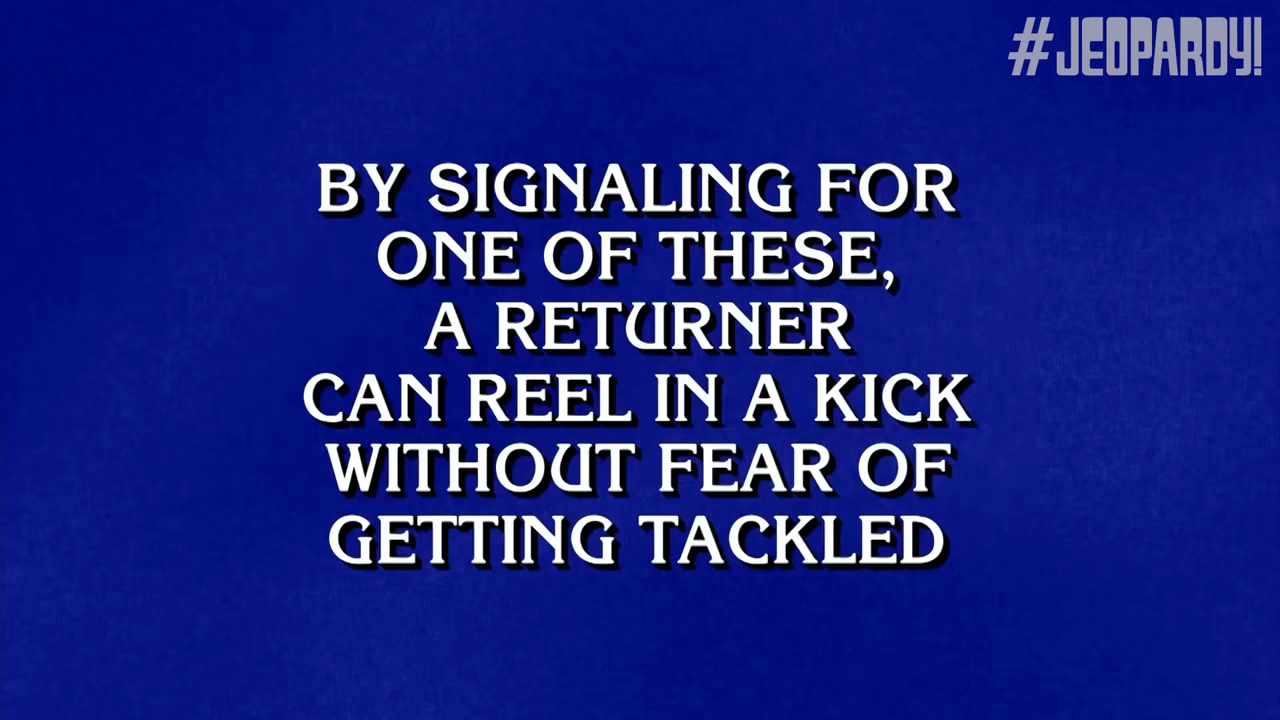 #JEOPARDY!
BY SIGNALING FOR
ONE OF THESE,
A RETURNER
CAN REEL IN A KICK
WITHOUT FEAR OF
GETTING TACKLED